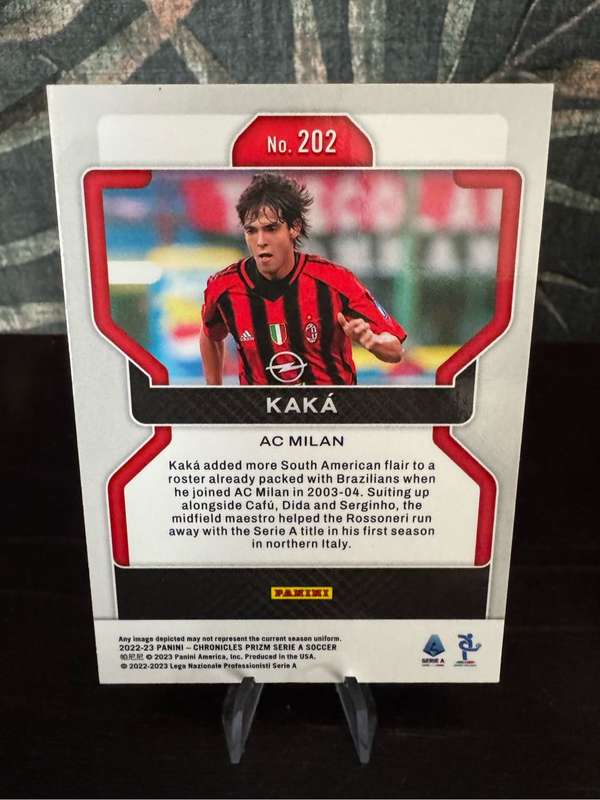 No. 202
KAKÁ
AC MILAN
Kaká added more South American flair to a
roster already packed with Brazilians when
he joined AC Milan in 2003-04. Suiting up
alongside Cafú, Dida and Serginho, the
midfield maestro helped the Rossoneri run
away with the Serie A title in his first season
in northern Italy.
PANINI
Any image depicted may not represent the current season uniform.
2022-23 PANINI – CHRONICLES PRIZM SERIE A SOCCER
帕尼尼 © 2023 Panini America, Inc. Produced in the USA.
© 2022-2023 Lega Nazionale Professionisti Serie A
SERIE A